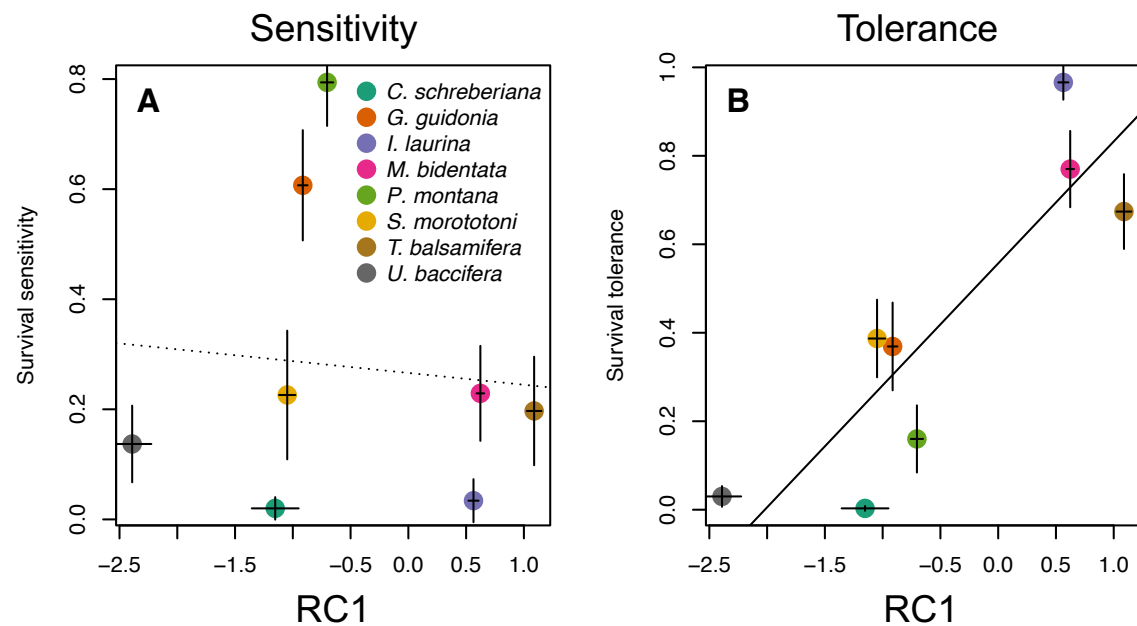 Sensitivity
A
C. schreberiana
G. guidonia
I. laurina
M. bidentata
P. montana
S. morototoni
T. balsamifera
U. baccifera
Survival sensitivity
0.8
0.6
0.4
0.2
0.0
−2.5 −1.5 −0.5 0.0 0.5 1.0
RC1
Tolerance
B
Survival tolerance
1.0
0.8
0.6
0.4
0.2
0.0
−2.5 −1.5 −0.5 0.0 0.5 1.0
RC1